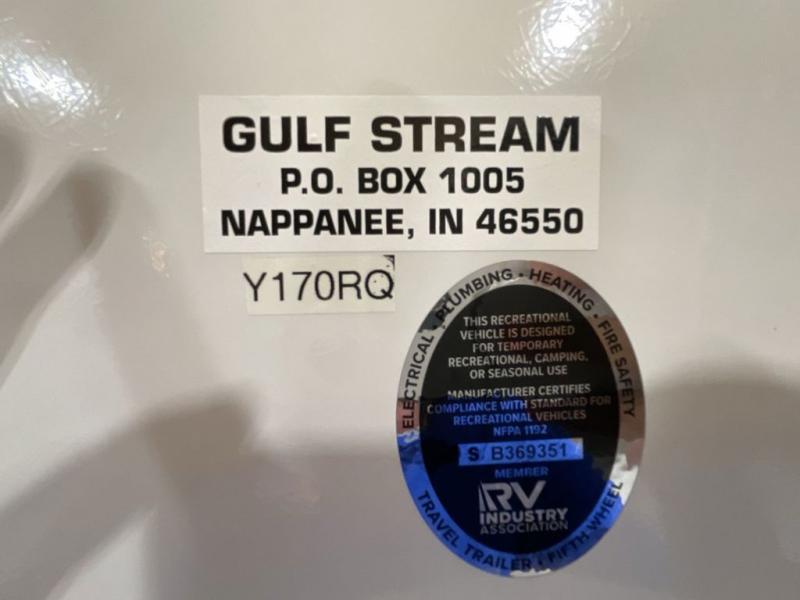 GULF STREAM
P.O. BOX 1005
NAPPANEE, IN 46550
Y170RQ
ELECTRICAL • PLUMBING • HEATING • FIRE SAFETY
THIS RECREATIONAL
VEHICLE IS DESIGNED
FOR TEMPORARY
RECREATIONAL, CAMPING,
OR SEASONAL USE
MANUFACTURER CERTIFIES
COMPLIANCE WITH STANDARD FOR
RECREATIONAL VEHICLES
NFPA 1192
S/B369351
MEMBER
RV
INDUSTRY
ASSOCIATION
TRAVEL TRAILER • FIFTH WHEEL